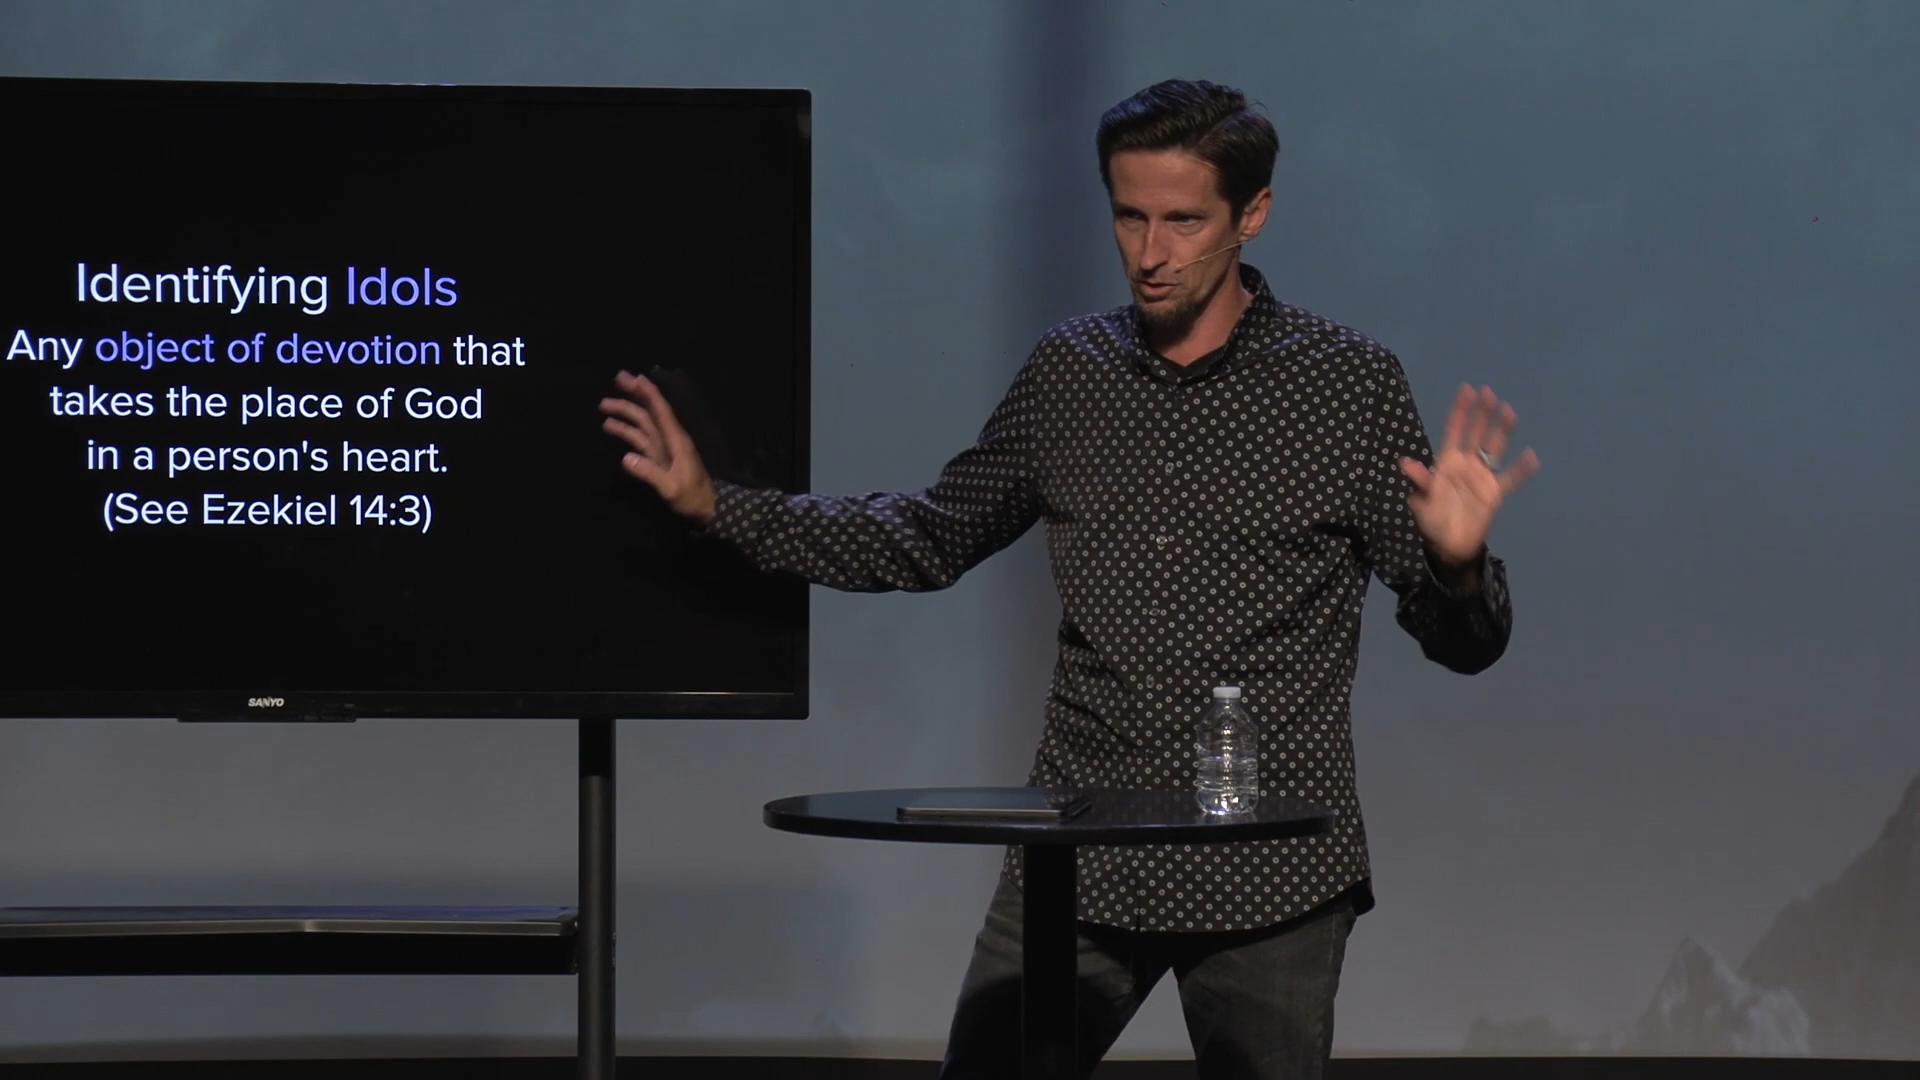 Identifying Idols
Any object of devotion that
takes the place of God
in a person's heart.
(See Ezekiel 14:3)
SANYO